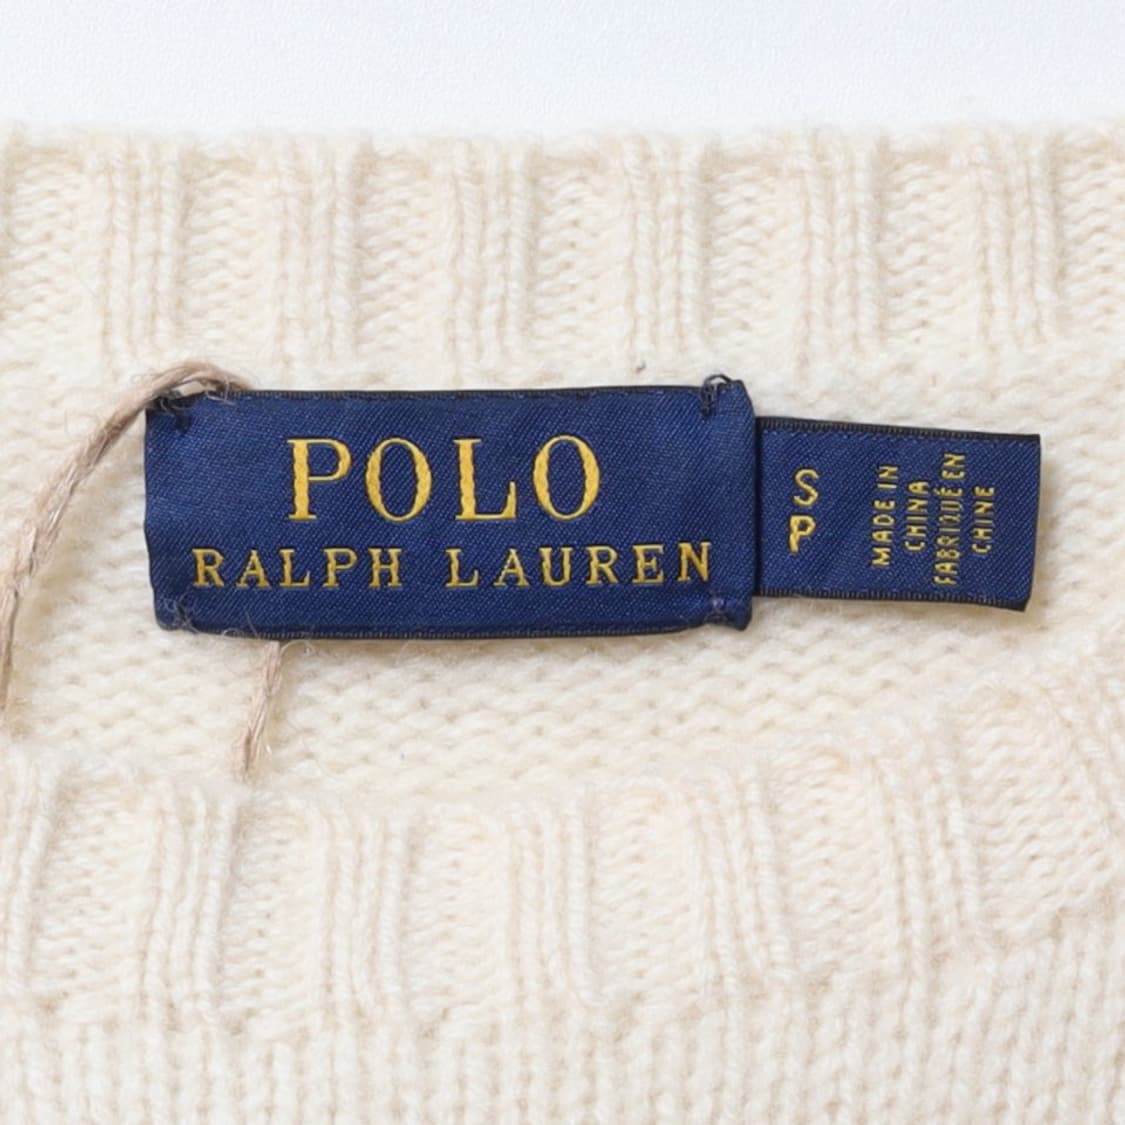 POLO
RALPH LAUREN
S
P
MADE IN
CHINA
FABRIQUÉ EN
CHINE